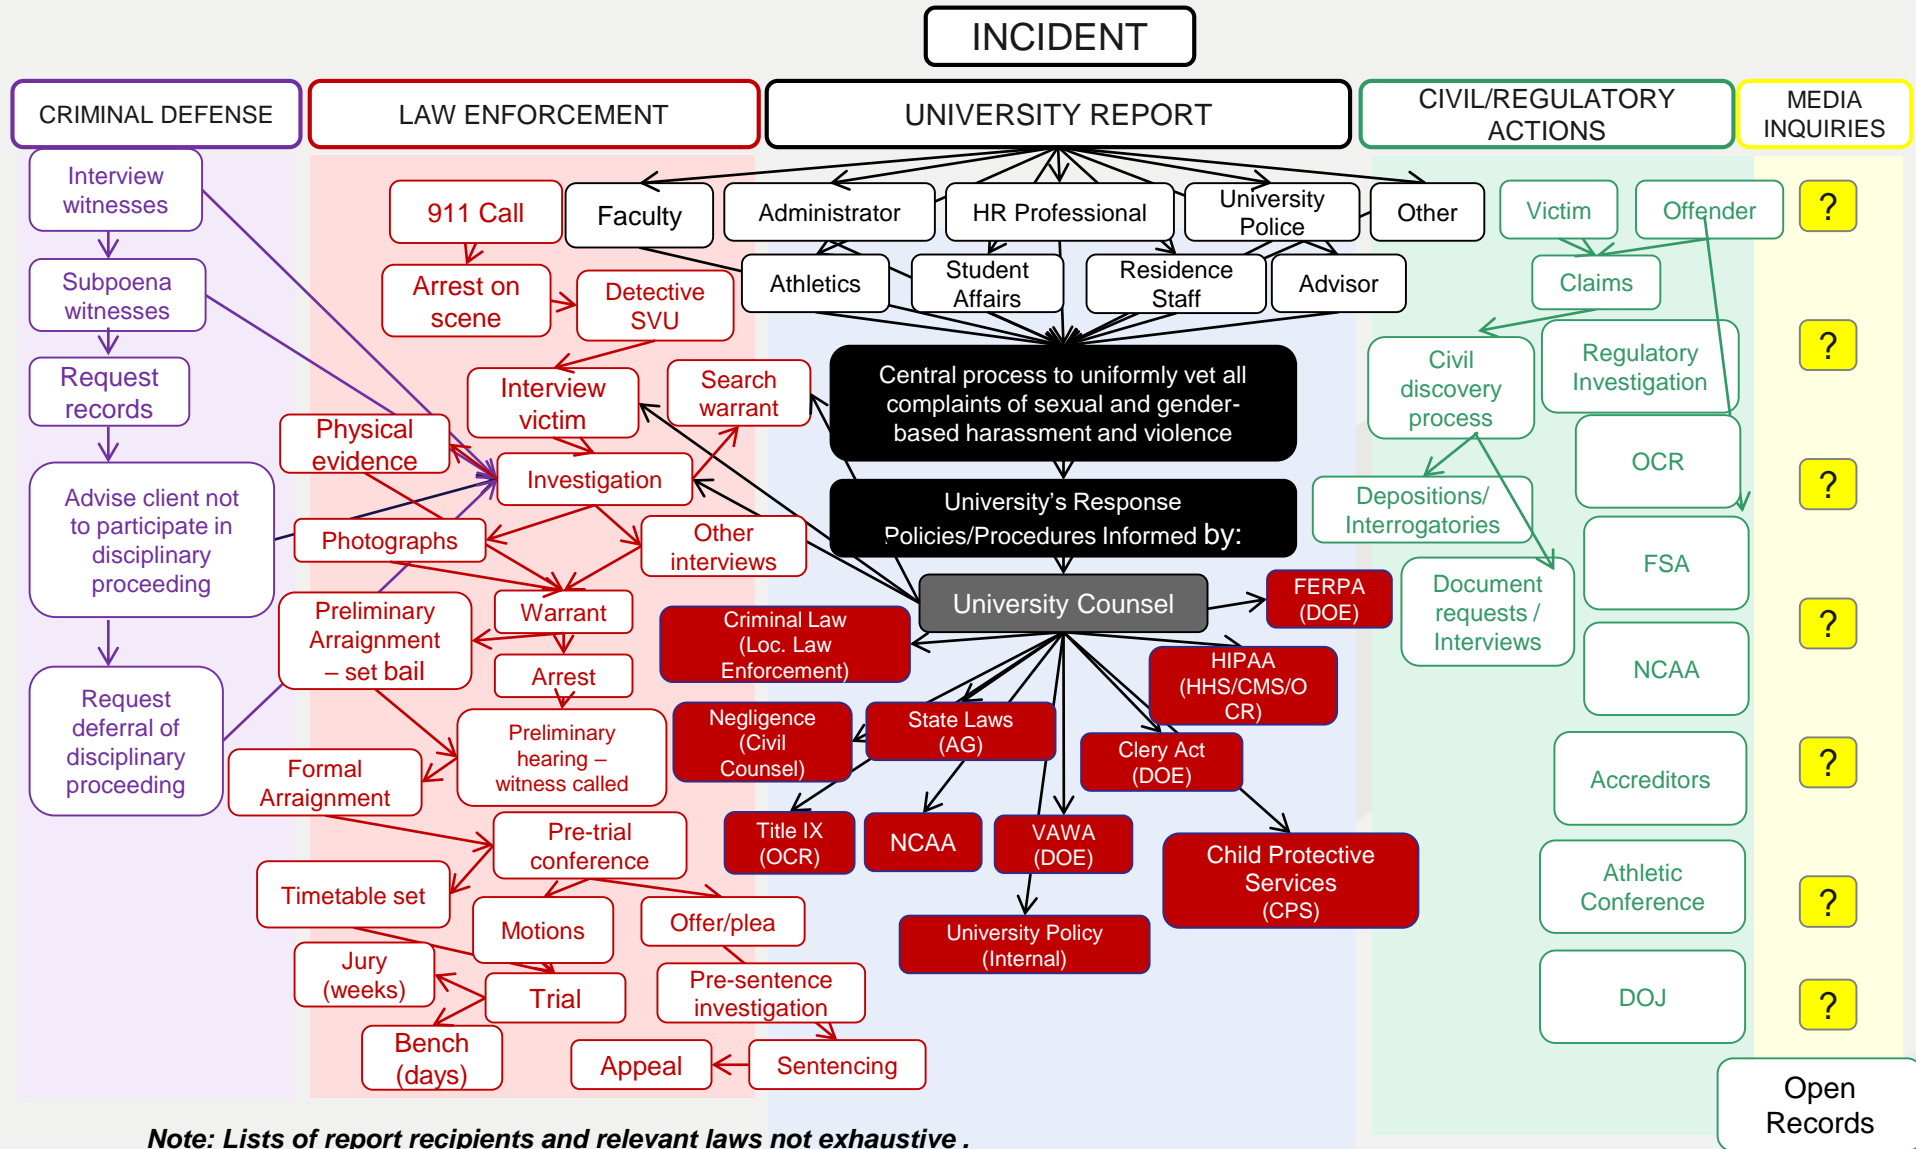 INCIDENT
CRIMINAL DEFENSE
LAW ENFORCEMENT
UNIVERSITY REPORT
CIVIL/REGULATORY
ACTIONS
MEDIA
INQUIRIES
Interview
witnesses
Subpoena
witnesses
Request
records
Advise client not
to participate in
disciplinary
proceeding
Request
deferral of
disciplinary
proceeding
911 Call
Arrest on
scene
Detective
SVU
Interview
victim
Search
warrant
Physical
evidence
Investigation
Photographs
Other
interviews
Warrant
Preliminary
Arraignment
– set bail
Arrest
Preliminary
hearing –
witness called
Formal
Arraignment
Pre-trial
conference
Timetable set
Motions
Offer/plea
Jury
(weeks)
Trial
Pre-sentence
investigation
Bench
(days)
Appeal
Sentencing
Faculty
Administrator
HR Professional
University
Police
Other
Athletics
Student
Affairs
Residence
Staff
Advisor
Central process to uniformly vet all
complaints of sexual and gender-
based harassment and violence
University’s Response
Policies/Procedures Informed by:
University Counsel
FERPA
(DOE)
Criminal Law
(Loc. Law
Enforcement)
HIPAA
(HHS/CMS/O
CR)
Negligence
(Civil
Counsel)
State Laws
(AG)
Clery Act
(DOE)
Title IX
(OCR)
NCAA
VAWA
(DOE)
Child Protective
Services
(CPS)
University Policy
(Internal)
Victim
Offender
Claims
Civil
discovery
process
Regulatory
Investigation
OCR
Depositions/
Interrogatories
FSA
Document
requests /
Interviews
NCAA
Accreditors
Athletic
Conference
DOJ
?
?
?
?
?
?
?
Open
Records
Note: Lists of report recipients and relevant laws not exhaustive .